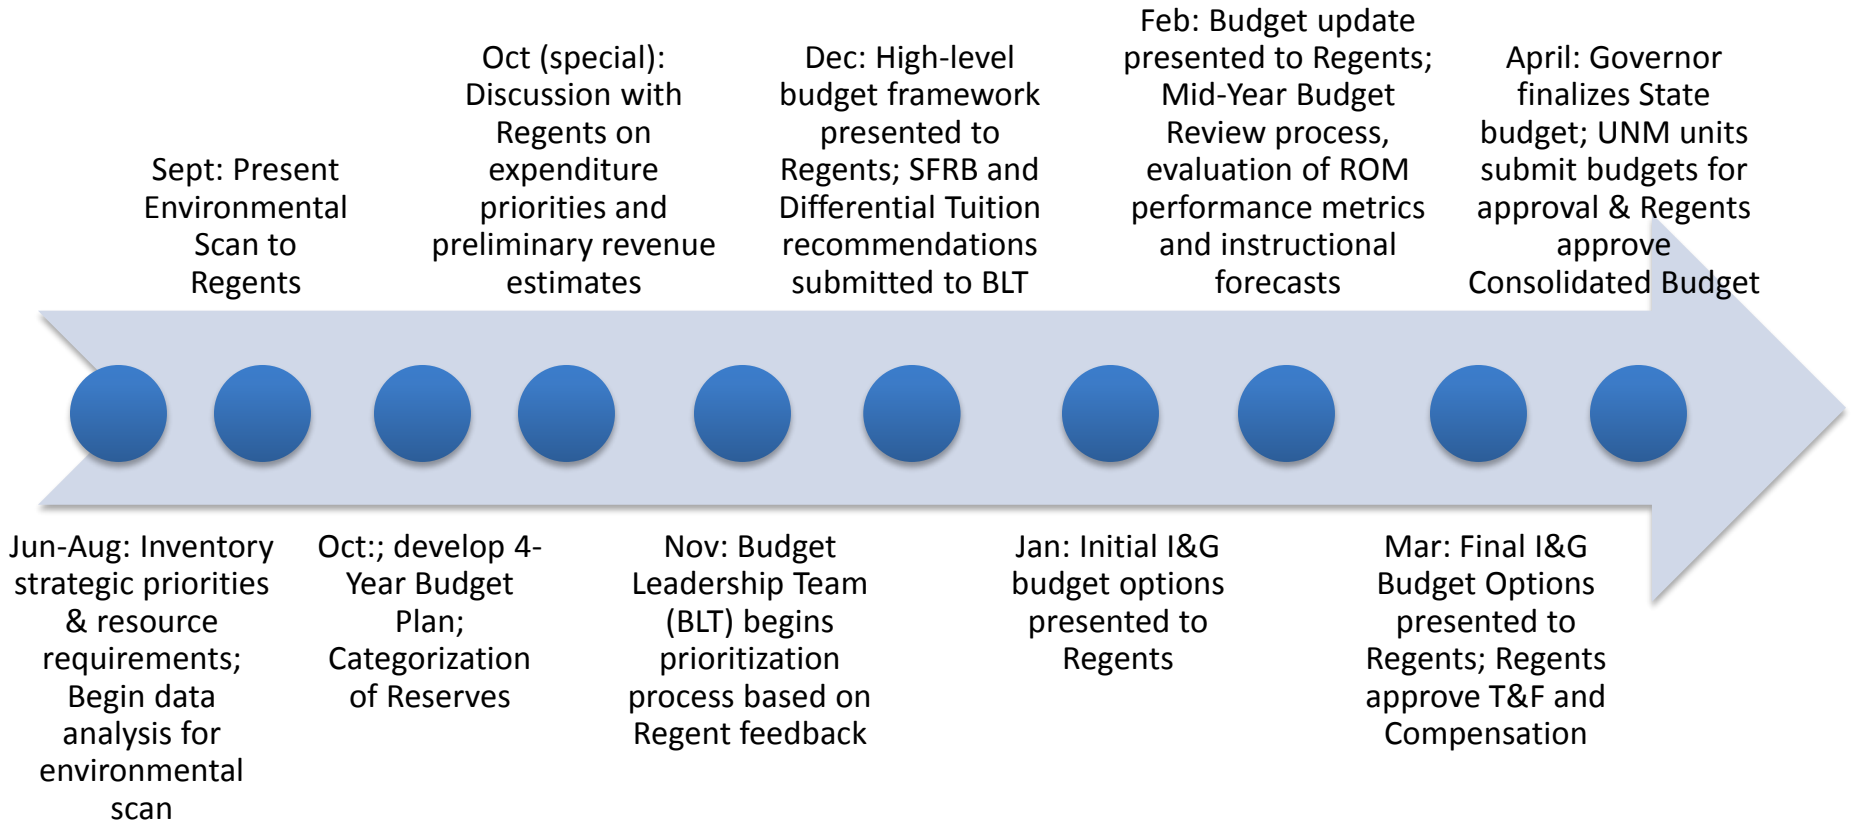 Jun-Aug: Inventory
strategic priorities
& resource
requirements;
Begin data
analysis for
environmental
scan
Sept: Present
Environmental
Scan to
Regents
Oct:; develop 4-
Year Budget
Plan;
Categorization
of Reserves
Oct (special):
Discussion with
Regents on
expenditure
priorities and
preliminary revenue
estimates
Nov: Budget
Leadership Team
(BLT) begins
prioritization
process based on
Regent feedback
Dec: High-level
budget framework
presented to
Regents; SFRB and
Differential Tuition
recommendations
submitted to BLT
Jan: Initial I&G
budget options
presented to
Regents
Feb: Budget update
presented to Regents;
Mid-Year Budget
Review process,
evaluation of ROM
performance metrics
and instructional
forecasts
Mar: Final I&G
Budget Options
presented to
Regents; Regents
approve T&F and
Compensation
April: Governor
finalizes State
budget; UNM units
submit budgets for
approval & Regents
approve
Consolidated Budget